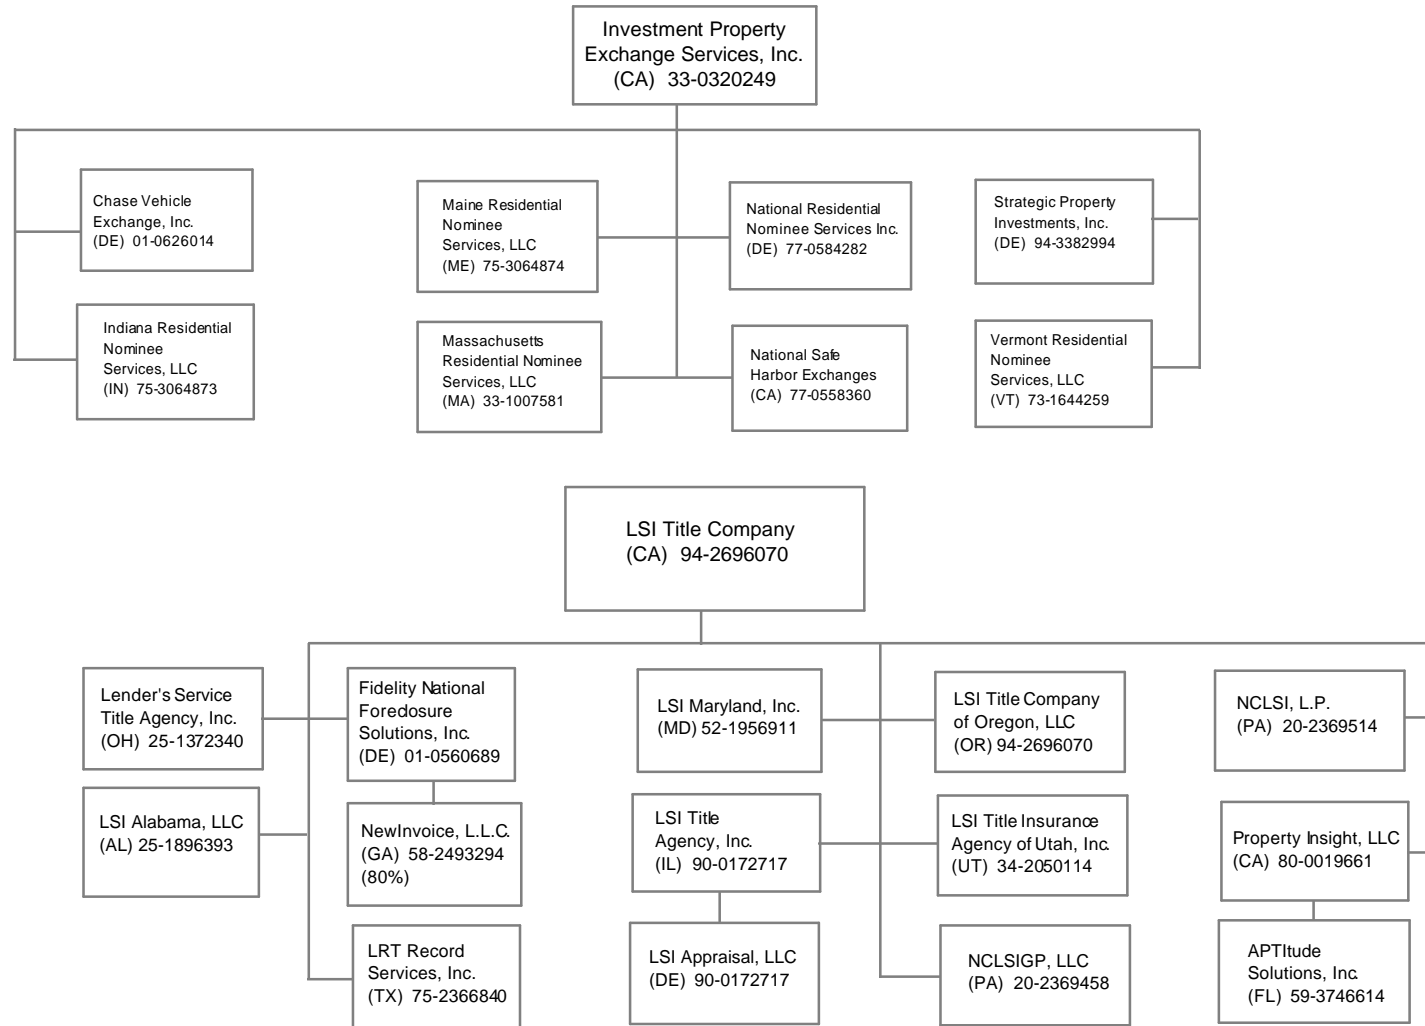 Investment Property
Exchange Services, Inc.
(CA) 33-0320249
Chase Vehicle
Exchange, Inc.
(DE) 01-0626014
Maine Residential
Nominee
Services, LLC
(ME) 75-3064874
National Residential
Nominee Services Inc.
(DE) 77-0584282
Strategic Property
Investments, Inc.
(DE) 94-3382994
Indiana Residential
Nominee
Services, LLC
(IN) 75-3064873
Massachusetts
Residential Nominee
Services, LLC
(MA) 33-1007581
National Safe
Harbor Exchanges
(CA) 77-0558360
Vermont Residential
Nominee
Services, LLC
(VT) 73-1644259
LSI Title Company
(CA) 94-2696070
Lender's Service
Title Agency, Inc.
(OH) 25-1372340
Fidelity National
Foreclosure
Solutions, Inc.
(DE) 01-0560689
LSI Maryland, Inc.
(MD) 52-1956911
LSI Title Company
of Oregon, LLC
(OR) 94-2696070
NCLSI, L.P.
(PA) 20-2369514
LSI Alabama, LLC
(AL) 25-1896393
NewInvoice, L.L.C.
(GA) 58-2493294
(80%)
LSI Title
Agency, Inc.
(IL) 90-0172717
LSI Title Insurance
Agency of Utah, Inc.
(UT) 34-2050114
Property Insight, LLC
(CA) 80-0019661
LRT Record
Services, Inc.
(TX) 75-2366840
LSI Appraisal, LLC
(DE) 90-0172717
NCLSIGP, LLC
(PA) 20-2369458
APTItude
Solutions, Inc.
(FL) 59-3746614